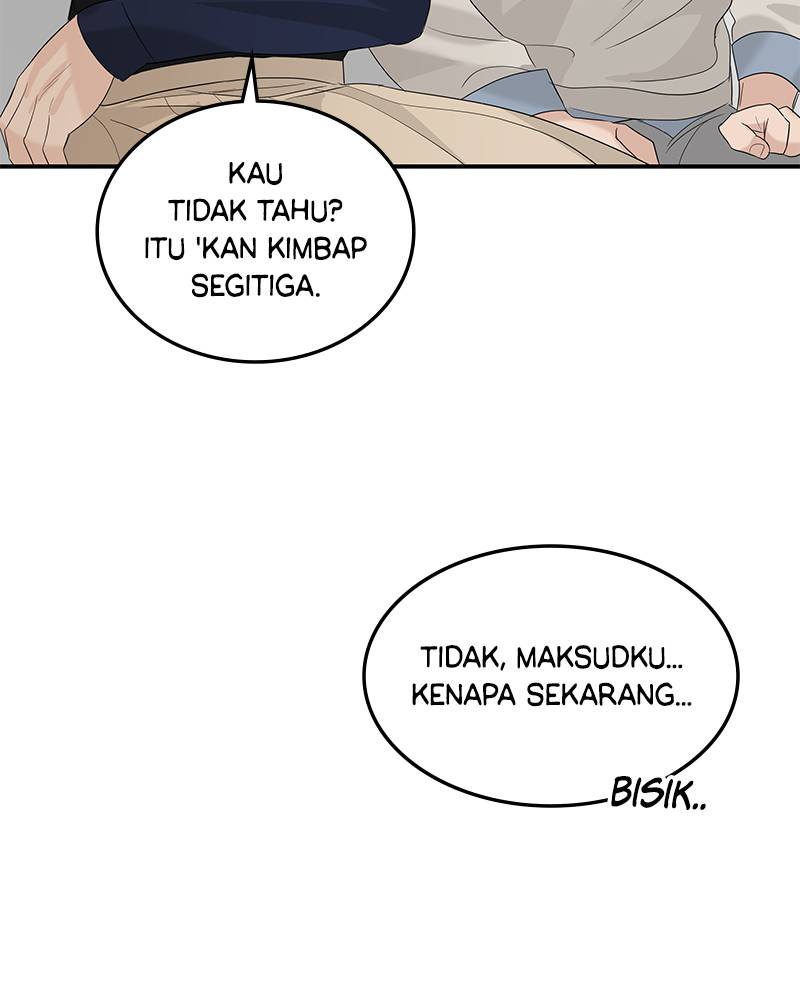 KAU
TIDAK TAHU?
ITU 'KAN KIMBAP
SEGITIGA.
TIDAK, MAKSUDKU...
KENAPA SEKARANG...
BISIK..